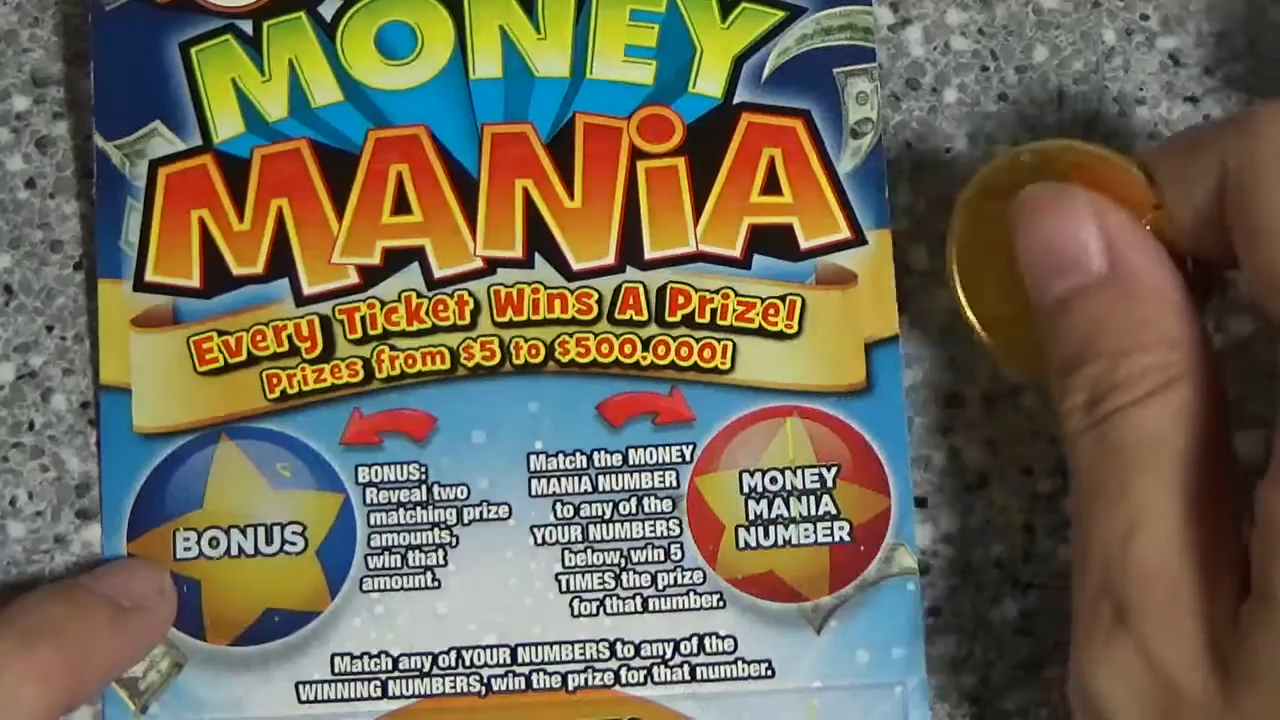 MONEY
MANiA
Every Ticket Wins A Prize!
Prizes from $5 to $500,000!
BONUS
BONUS:
Reveal two
matching prize
amounts,
win that
amount.
Match the MONEY
MANIA NUMBER
to any of the
YOUR NUMBERS
below, win 5
TIMES the prize
for that number.
MONEY
MANIA
NUMBER
Match any of YOUR NUMBERS to any of the
WINNING NUMBERS, win the prize for that number.